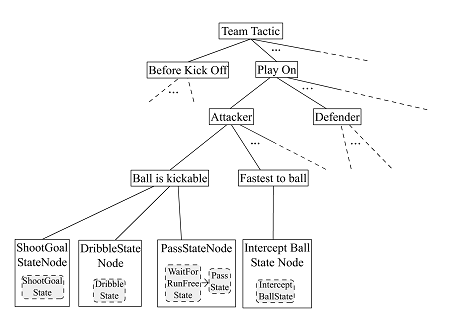 Team Tactic
...
Before Kick Off
Play On
...
...
Attacker
Defender
...
...
Ball is kickable
Fastest to ball
ShootGoal
StateNode
ShootGoal
State
DribbleState
Node
Dribble
State
PassStateNode
WaitFor
RunFree
State
Pass
State
Intercept Ball
State Node
Intercept
BallState